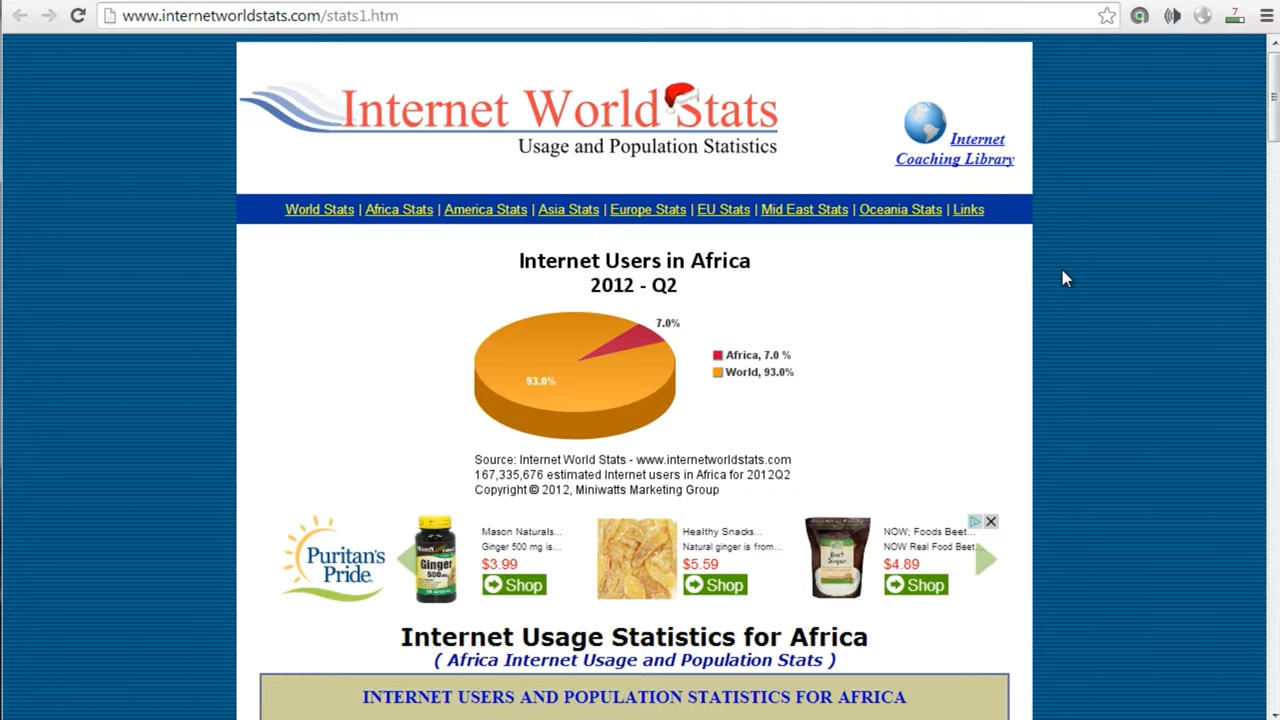 www.internetworldstats.com/stats1.htm
7
Internet World Stats
Usage and Population Statistics
Internet
Coaching Library
World Stats | Africa Stats | America Stats | Asia Stats | Europe Stats | EU Stats | Mid East Stats | Oceania Stats | Links
Internet Users in Africa
2012 - Q2
7.0%
93.0%
Africa, 7.0 %
World, 93.0%
Source: Internet World Stats - www.internetworldstats.com
167,335,676 estimated Internet users in Africa for 2012Q2
Copyright © 2012, Miniwatts Marketing Group
Puritan's
Pride
MASON
Ginger
500mg
Mason Naturals...
Ginger 500 mg is...
$3.99
Shop
Healthy Snacks...
Natural ginger is from...
$5.59
Shop
Beet
Sugar
NOW; Foods Beet...
NOW Real Food Beet...
$4.89
Shop
Internet Usage Statistics for Africa
( Africa Internet Usage and Population Stats )
INTERNET USERS AND POPULATION STATISTICS FOR AFRICA